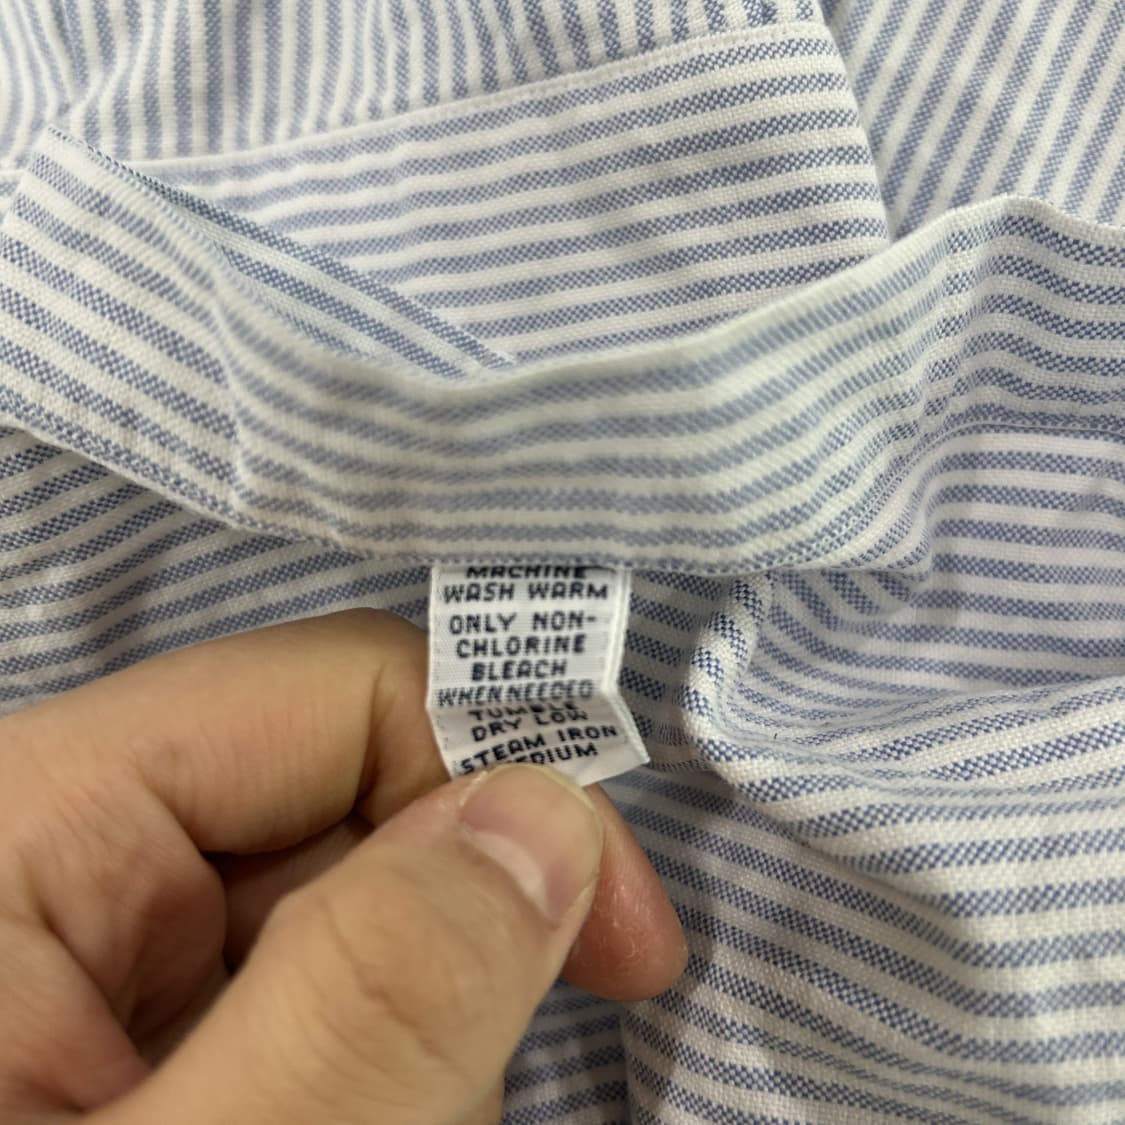 MACHINE
WASH WARM
ONLY NON-
CHLORINE
BLEACH
WHEN NEEDED
TUMBLE
DRY LOW
STEAM IRON